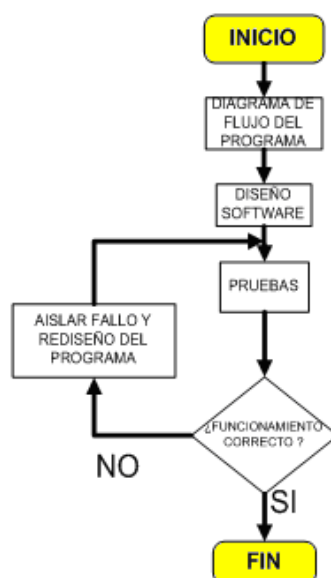 INICIO
DIAGRAMA DE
FLUJO DEL
PROGRAMA
DISEÑO
SOFTWARE
PRUEBAS
AISLAR FALLO Y
REDISEÑO DEL
PROGRAMA
¿FUNCIONAMIENTO
CORRECTO ?
NO
SI
FIN